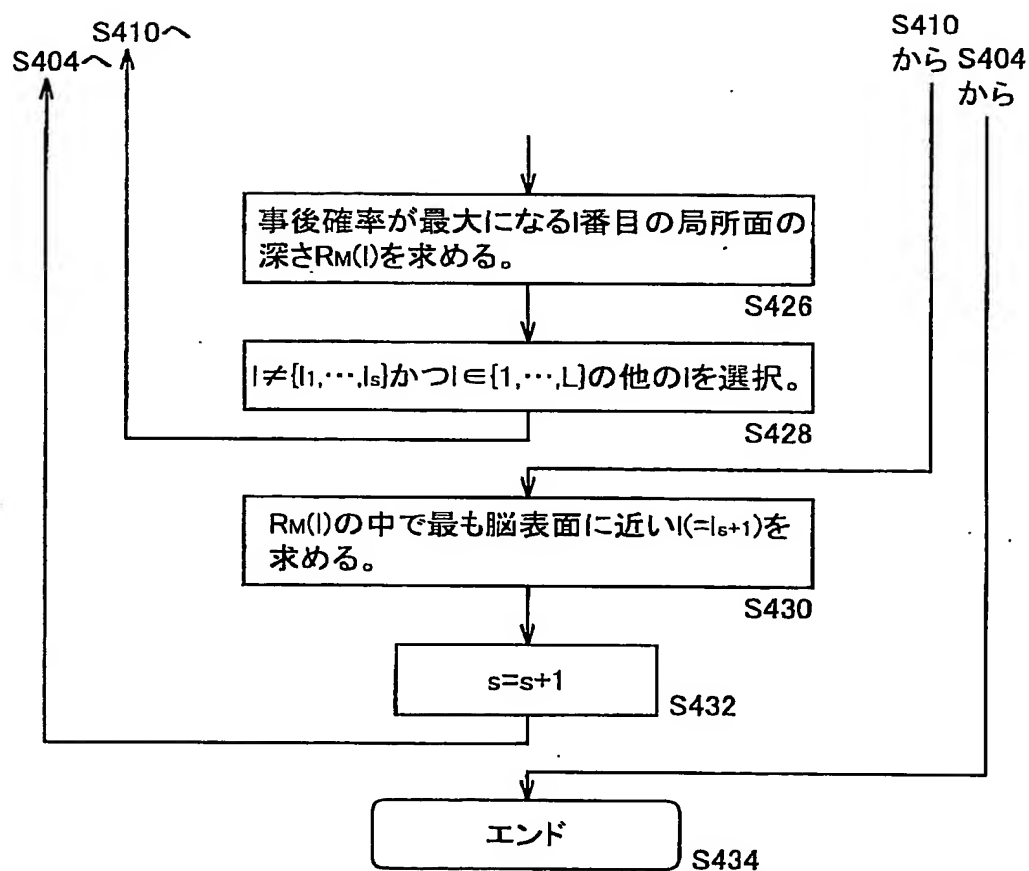 S410へ
S404へ
S410
から
S404
から
事後確率が最大になるl番目の局所面の
深さRM(l)を求める。
S426
l≠{l1,⋯,ls}かつl∈{1,⋯,L}の他のlを選択。
S428
RM(l)の中で最も脳表面に近いl(=ls+1)を
求める。
S430
s=s+1
S432
エンド
S434